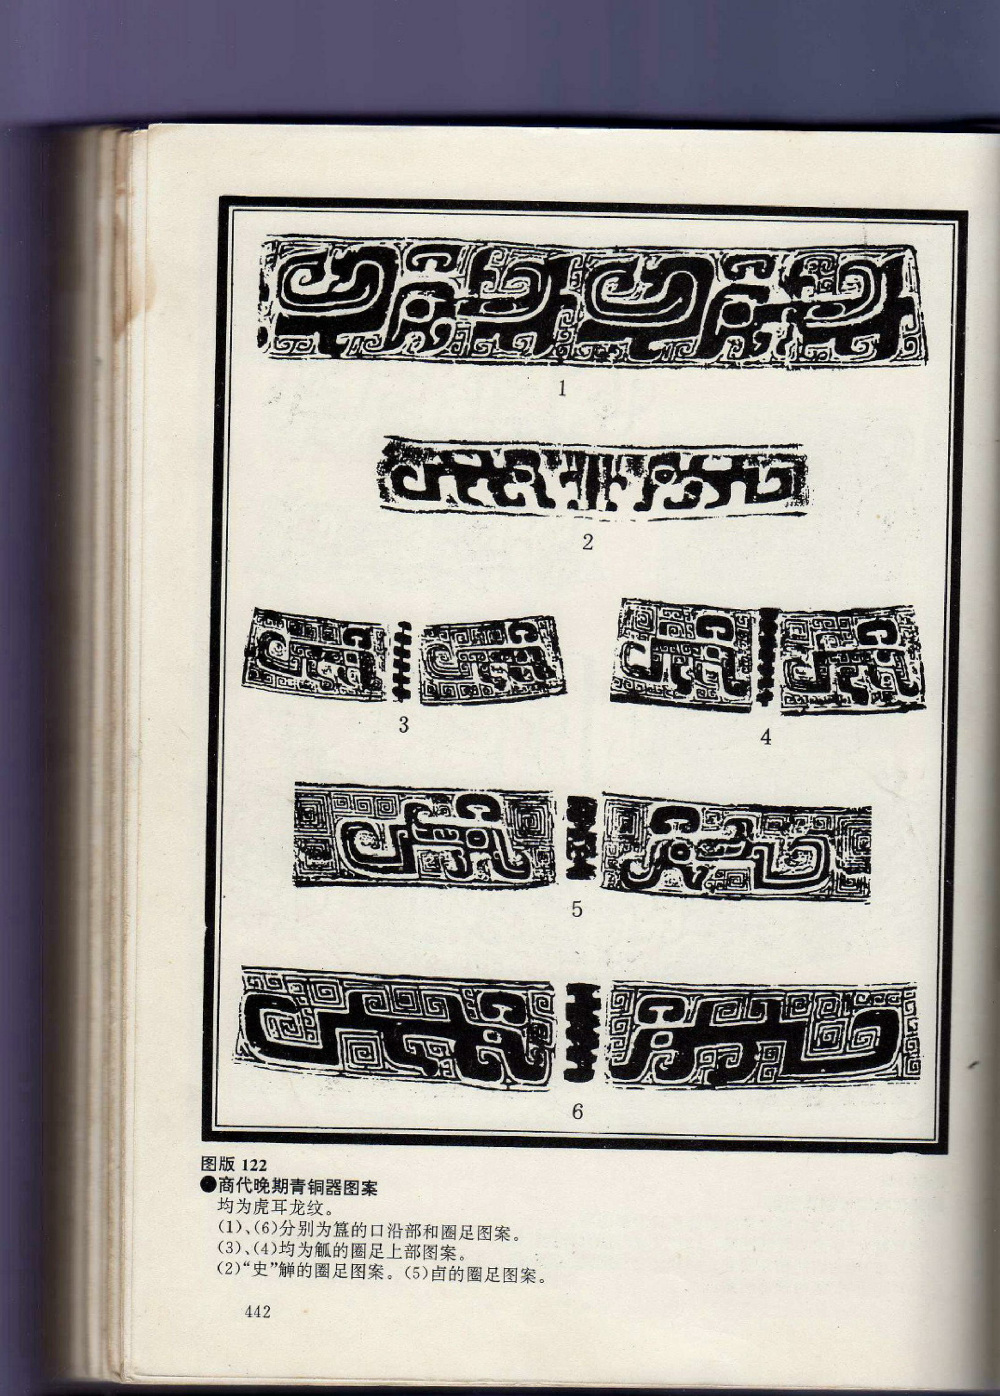 1
2
3
4
5
6
图版 122
●商代晚期青铜器图案
均为虎耳龙纹。
(1)、(6)分别为簋的口沿部和圈足图案。
(3)、(4)均为觚的圈足上部图案。
(2)“史”觯的圈足图案。(5)卣的圈足图案。
442